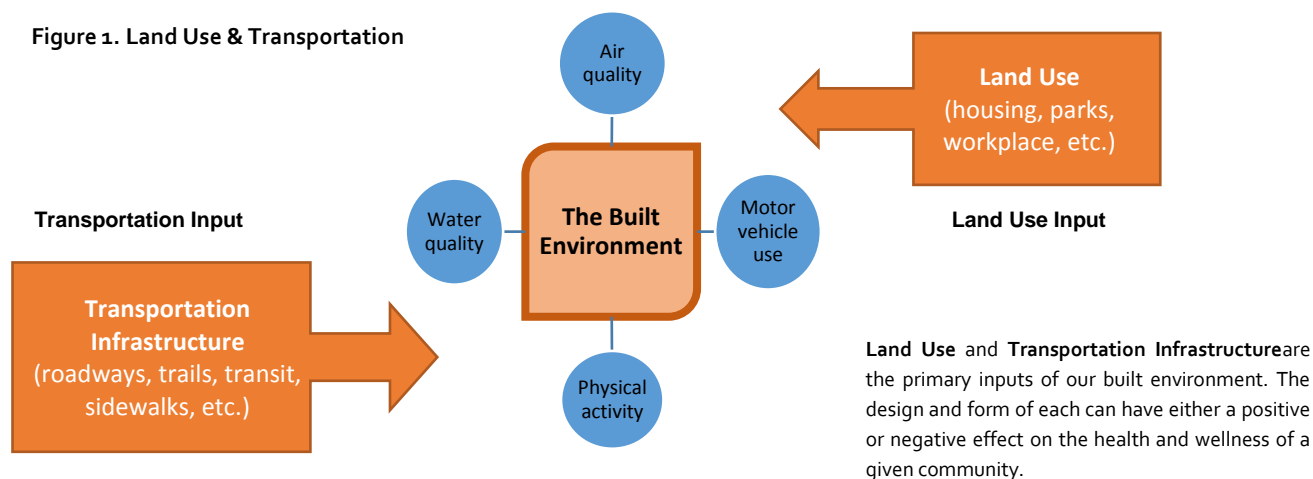 Figure 1. Land Use & Transportation
Air
quality
Land Use
(housing, parks,
workplace, etc.)
Transportation Input
Water
quality
The Built
Environment
Motor
vehicle
use
Land Use Input
Transportation
Infrastructure
(roadways, trails, transit,
sidewalks, etc.)
Physical
activity
Land Use and Transportation Infrastructureare
the primary inputs of our built environment. The
design and form of each can have either a positive
or negative effect on the health and wellness of a
given community.